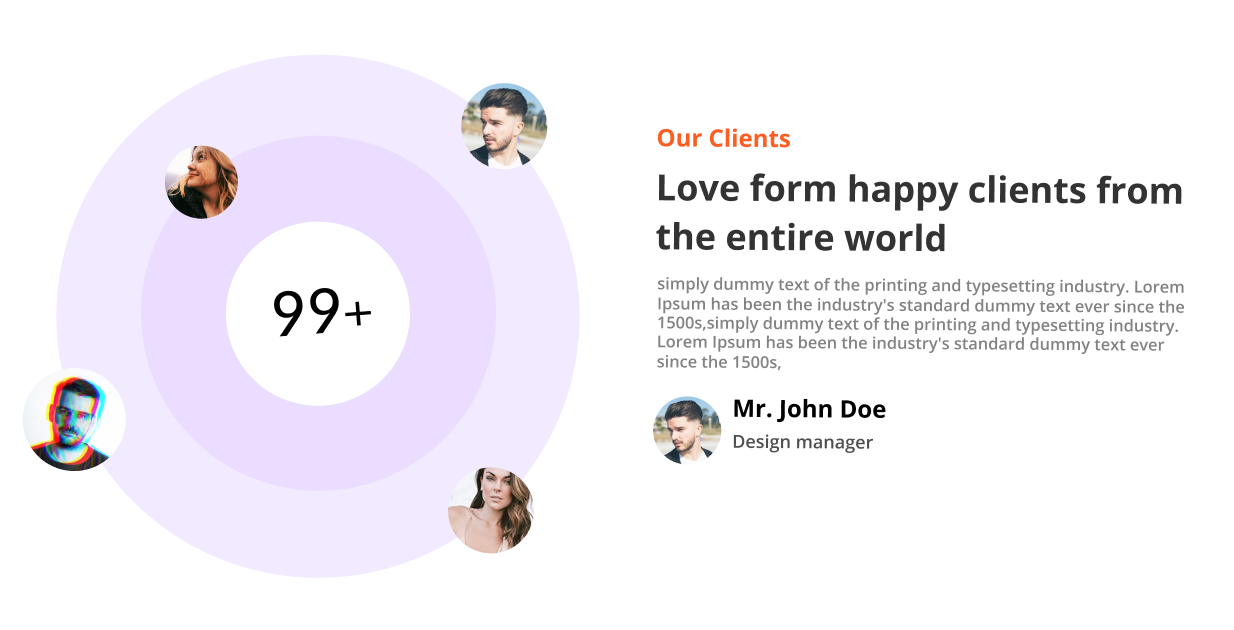 99+
Our Clients
Love form happy clients from
the entire world
simply dummy text of the printing and typesetting industry. Lorem
Ipsum has been the industry's standard dummy text ever since the
1500s,simply dummy text of the printing and typesetting industry.
Lorem Ipsum has been the industry's standard dummy text ever
since the 1500s,
Mr. John Doe
Design manager